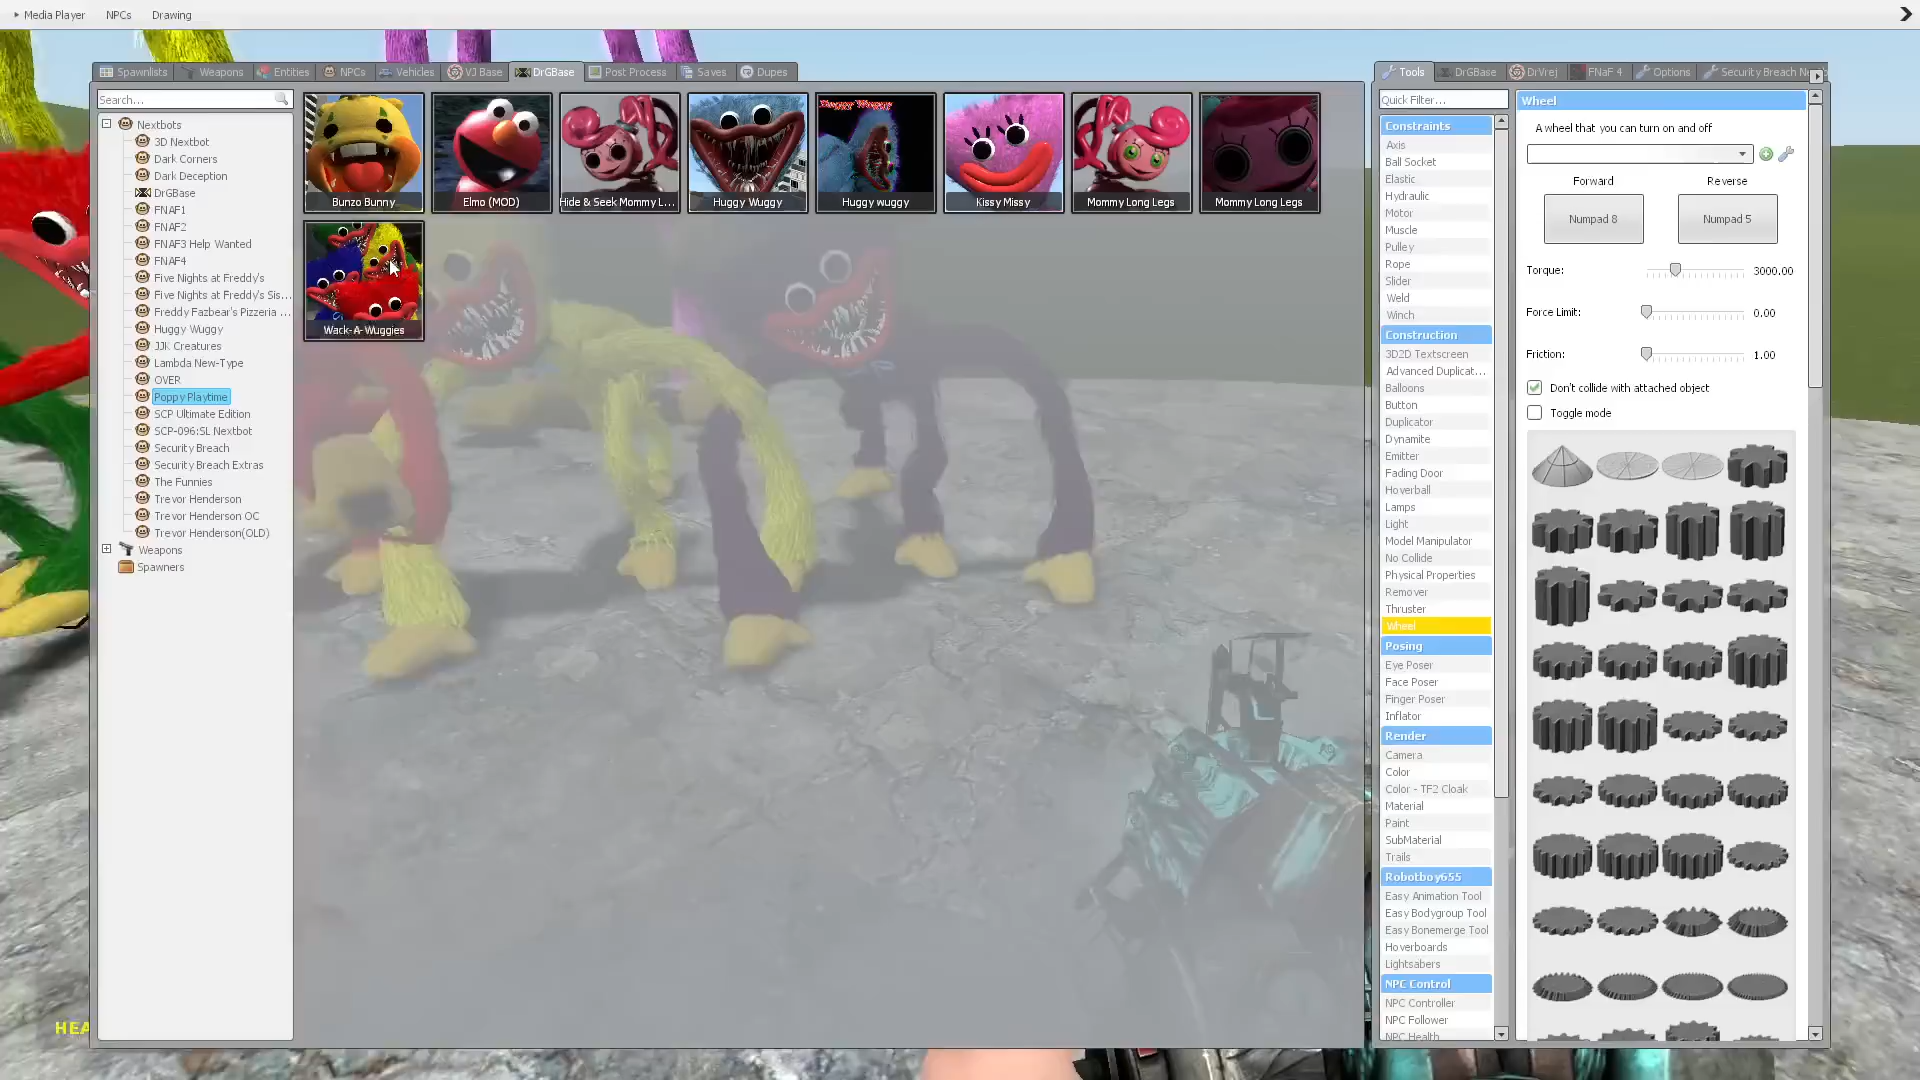 Media Player NPCs Drawing
Spawnlists Weapons Entities NPCs Vehicles VJ Base DrGBase Post Process Saves Dupes
Search...
Nextbots
3D Nextbot
Dark Corners
Dark Deception
DrGBase
FNAF1
FNAF2
FNAF3 Help Wanted
FNAF4
Five Nights at Freddy's
Five Nights at Freddy's Sis...
Freddy Fazbear's Pizzeria ...
Huggy Wuggy
JJK Creatures
Lambda New-Type
OVER
Poppy Playtime
SCP Ultimate Edition
SCP-096:SL Nextbot
Security Breach
Security Breach Extras
The Funnies
Trevor Henderson
Trevor Henderson OC
Trevor Henderson(OLD)
Weapons
Spawners
Bunzo Bunny
Elmo (MOD)
Hide & Seek Mommy L...
Huggy Wuggy
Huggy Wuggy
Huggy wuggy
Kissy Missy
Mommy Long Legs
Mommy Long Legs
Wack-A-Wuggies
HEA
Tools DrGBase DrVrej FNaF 4 Options Security Breach
Quick Filter...
Constraints
Axis
Ball Socket
Elastic
Hydraulic
Motor
Muscle
Pulley
Rope
Slider
Weld
Winch
Construction
3D2D Textscreen
Advanced Duplicat...
Balloons
Button
Duplicator
Dynamite
Emitter
Fading Door
Hoverball
Lamps
Light
Model Manipulator
No Collide
Physical Properties
Remover
Thruster
Wheel
Posing
Eye Poser
Face Poser
Finger Poser
Inflator
Render
Camera
Color
Color - TF2 Cloak
Material
Paint
SubMaterial
Trails
Robotboy655
Easy Animation Tool
Easy Bodygroup Tool
Easy Bonemerge Tool
Hoverboards
Lightsabers
NPC Control
NPC Controller
NPC Follower
NPC Health
Wheel
A wheel that you can turn on and off
Forward Reverse
Numpad 8 Numpad 5
Torque: 3000.00
Force Limit: 0.00
Friction: 1.00
Don't collide with attached object
Toggle mode